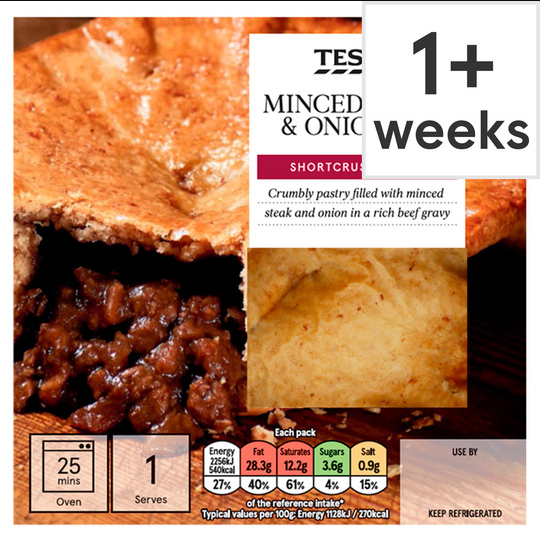 TES
1+
weeks
MINCED
& ONIO
SHORTCRUS
Crumbly pastry filled with minced
steak and onion in a rich beef gravy
25
mins
Oven
1
Serves
Each pack
Energy
2256kJ
540kcal
27%
Fat
28.3g
40%
Saturates
12.2g
61%
Sugars
3.6g
4%
Salt
0.9g
15%
of the reference intake*
Typical values per 100g: Energy 1128kJ / 270kcal
USE BY
KEEP REFRIGERATED